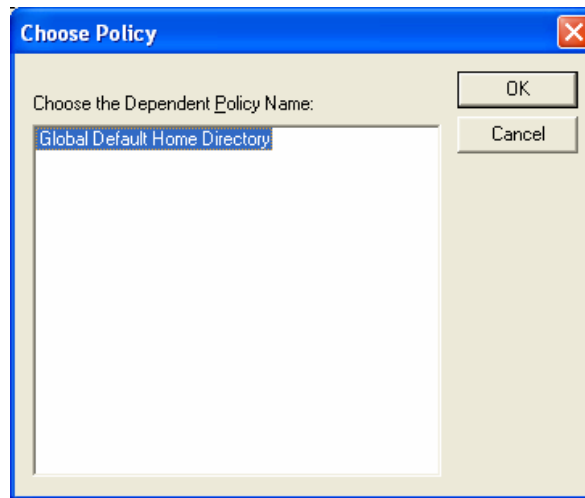 Choose Policy
Choose the Dependent Policy Name:
Global Default Home Directory
OK
Cancel